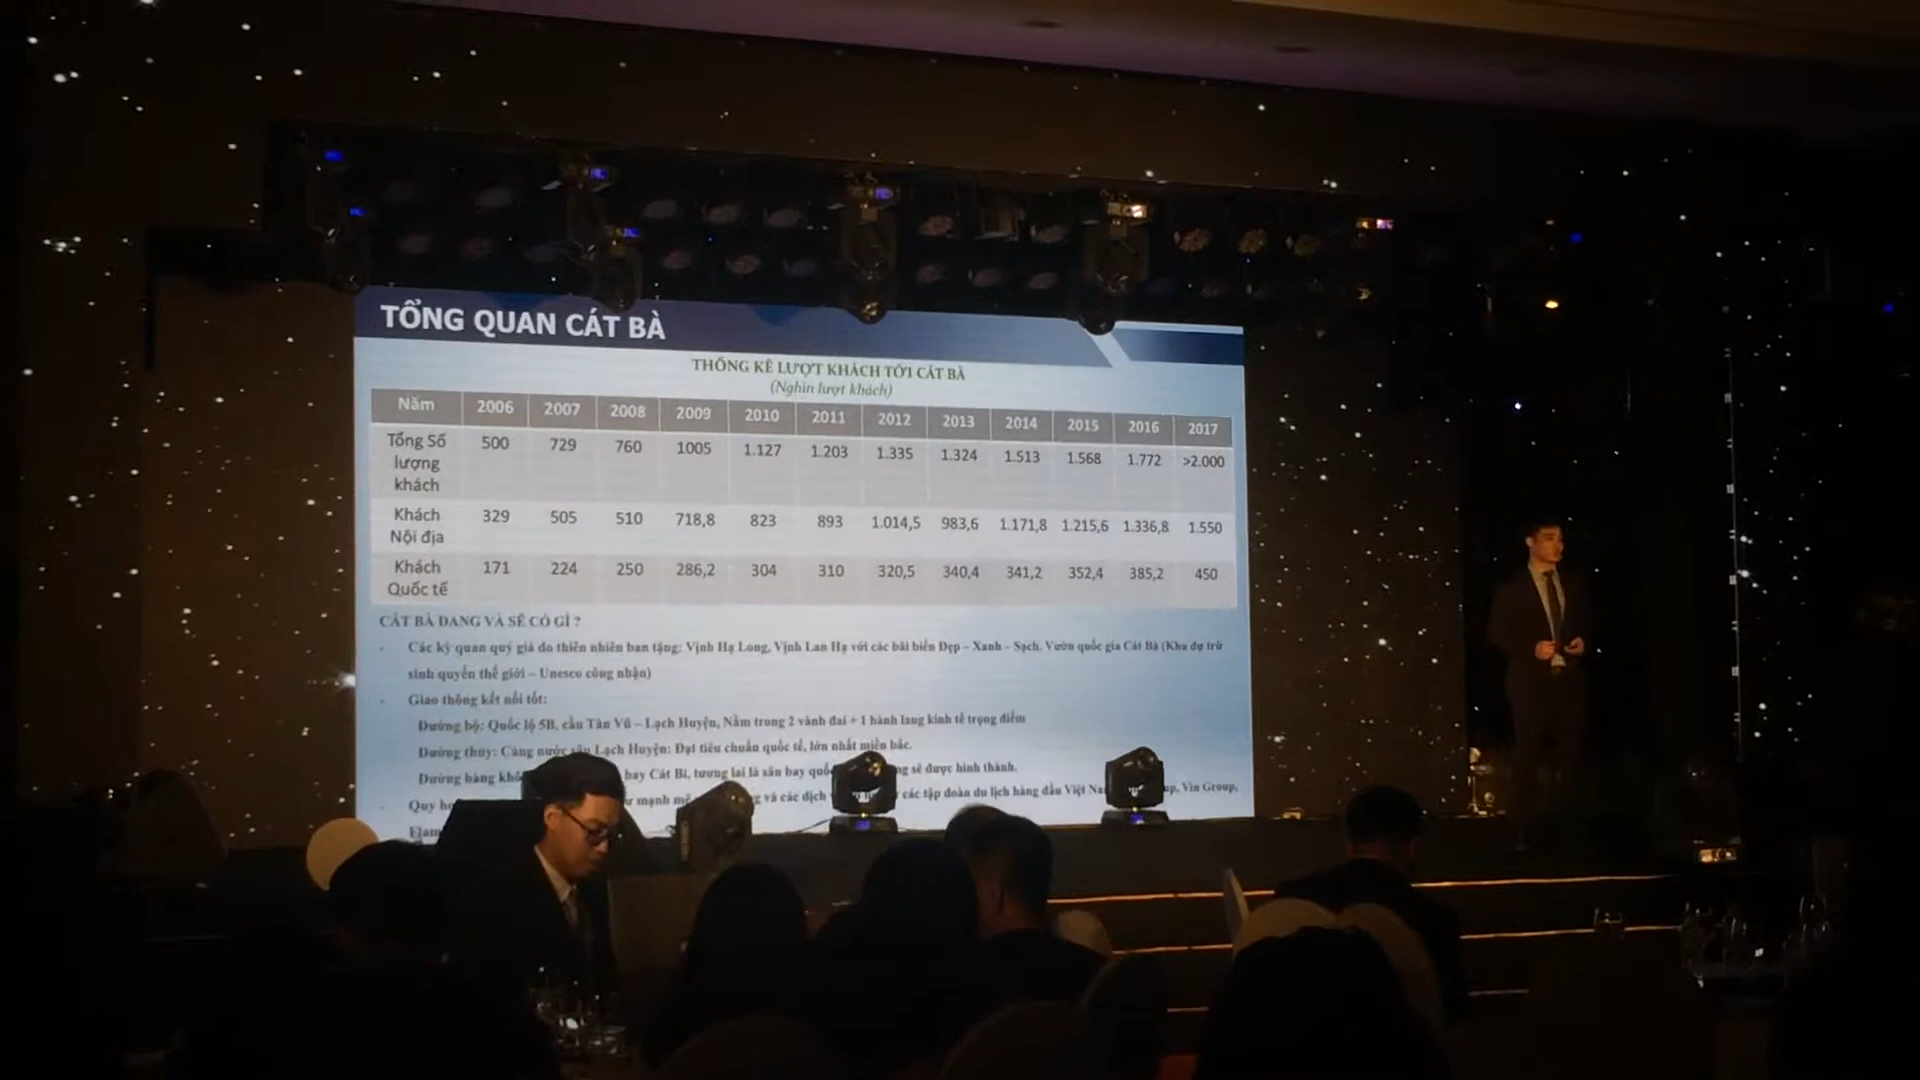 TỔNG QUAN CÁT BÀ
THỐNG KÊ LƯỢT KHÁCH TỚI CÁT BÀ
(Nghìn lượt khách)
Năm 2006 2007 2008 2009 2010 2011 2012 2013 2014 2015 2016 2017
Tổng Số lượng khách 500 729 760 1005 1.127 1.203 1.335 1.324 1.513 1.568 1.772 >2.000
Khách Nội địa 329 505 510 718,8 823 893 1.014,5 983,6 1.171,8 1.215,6 1.336,8 1.550
Khách Quốc tế 171 224 250 286,2 304 310 320,5 340,4 341,2 352,4 385,2 450
CÁT BÀ ĐANG VÀ SẼ CÓ GÌ ?
- Các kỳ quan quý giá do thiên nhiên ban tặng: Vịnh Hạ Long, Vịnh Lan Hạ với các bãi biển Đẹp – Xanh – Sạch. Vườn quốc gia Cát Bà (Khu dự trữ
sinh quyển thế giới – Unesco công nhận)
- Giao thông kết nối tốt:
Đường bộ: Quốc lộ 5B, cầu Tân Vũ – Lạch Huyện, Nằm trong 2 vành đai + 1 hành lang kinh tế trọng điểm
Đường thủy: Cảng nước sâu Lạch Huyện: Đạt tiêu chuẩn quốc tế, lớn nhất miền bắc.
Đường hàng bay Cát Bi, tương lai là sân bay sẽ được hình thành.
- Quy mạnh và các dịch các tập đoàn du lịch hàng đầu Việt Vin Group,